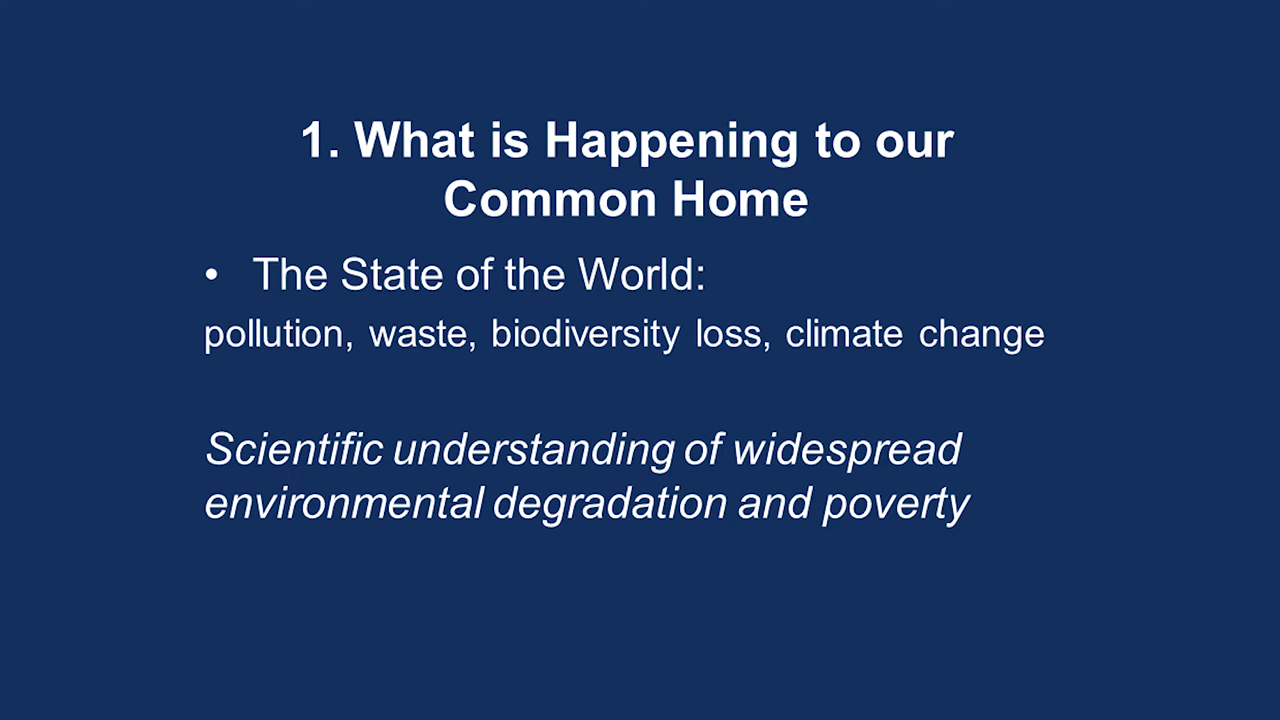 1. What is Happening to our
Common Home
• The State of the World:
pollution, waste, biodiversity loss, climate change
Scientific understanding of widespread
environmental degradation and poverty